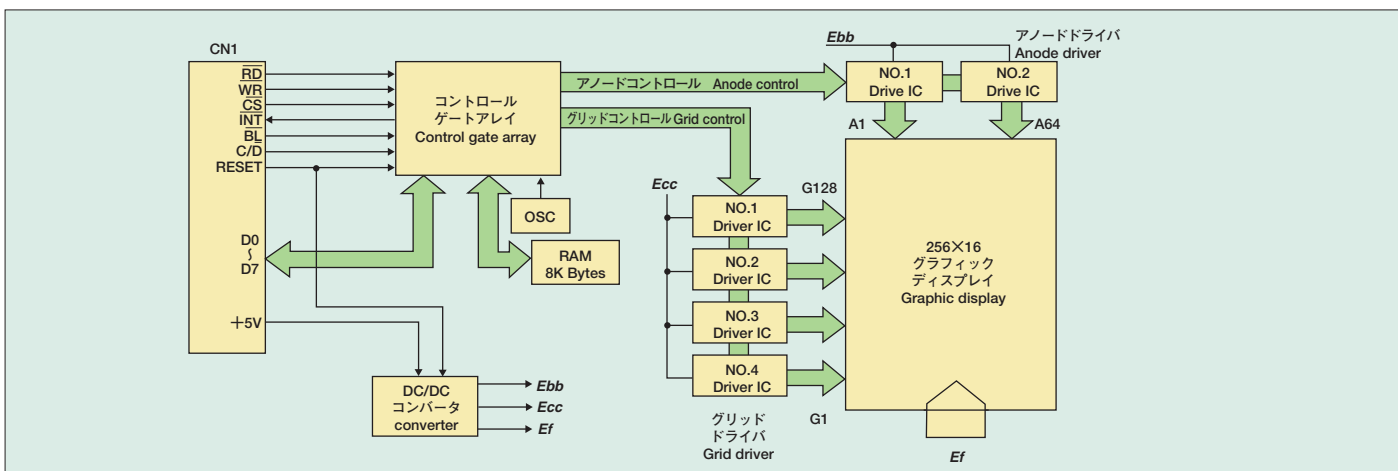 CN1
RD
WR
CS
INT
BL
C/D
RESET
D0
〜
D7
+5V
コントロール
ゲートアレイ
Control gate array
OSC
RAM
8K Bytes
DC/DC
コンバータ
converter
Ebb
Ecc
Ef
アノードコントロール Anode control
グリッドコントロール Grid control
Ebb
アノードドライバ
Anode driver
NO.1
Drive IC
NO.2
Drive IC
A1
A64
Ecc
G128
NO.1
Driver IC
NO.2
Driver IC
NO.3
Driver IC
NO.4
Driver IC
G1
グリッド
ドライバ
Grid driver
256×16
グラフィック
ディスプレイ
Graphic display
Ef